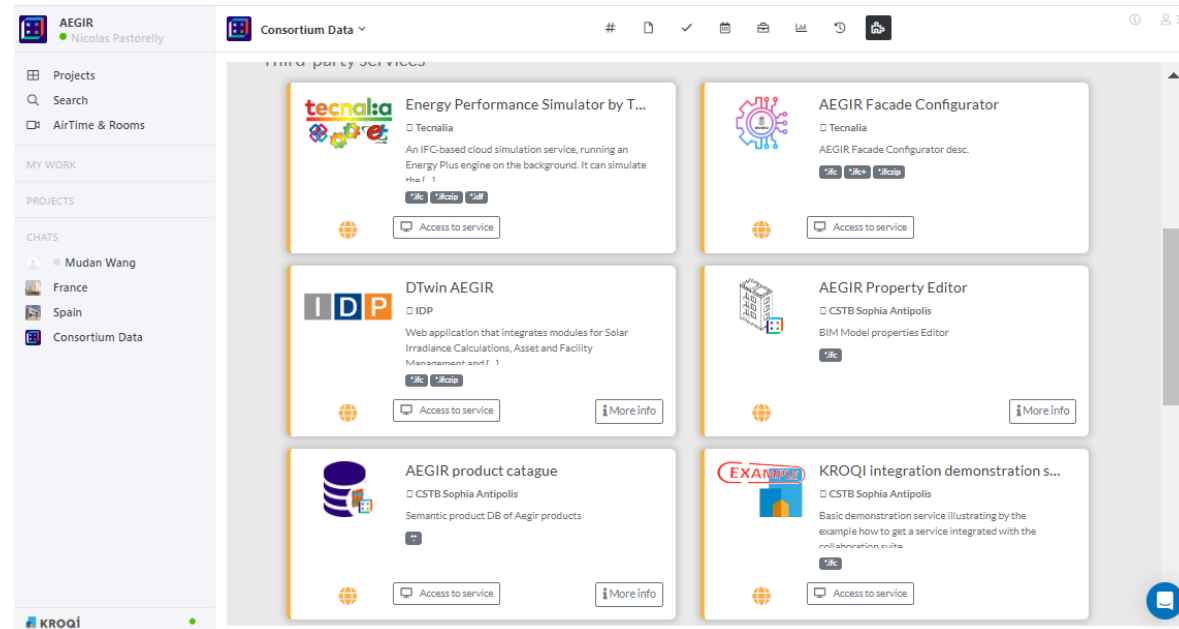 AEGIR
Nicolas Pastorelly
Projects
Search
AirTime & Rooms
MY WORK
PROJECTS
CHATS
Mudan Wang
France
Spain
Consortium Data
KROQI
Consortium Data
Third-party services
tecnal:a
Energy Performance Simulator by T...
Tecnalia
An IFC-based cloud simulation service, running an
Energy Plus engine on the background. It can simulate
the [...]
*.ifc *.ifczip *.idf
Access to service
AEGIR Facade Configurator
Tecnalia
AEGIR Facade Configurator desc.
*.ifc *.ifc+ *.ifczip
Access to service
IDP
DTwin AEGIR
IDP
Web application that integrates modules for Solar
Irradiance Calculations, Asset and Facility
Management and [...]
*.ifc *.ifczip
Access to service
More info
AEGIR Property Editor
CSTB Sophia Antipolis
BIM Model properties Editor
*.ifc
More info
AEGIR product catague
CSTB Sophia Antipolis
Semantic product DB of Aegir products
Access to service
More info
EXAMPLE
KROQI integration demonstration s...
CSTB Sophia Antipolis
Basic demonstration service illustrating by the
example how to get a service integrated with the
collaboration suite
*.ifc
Access to service